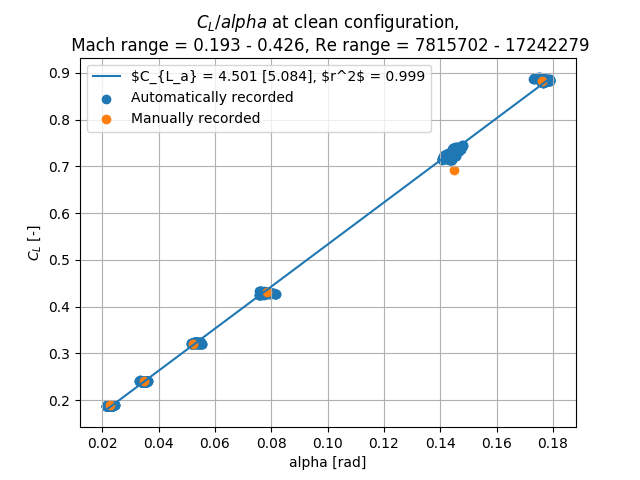 C_L/alpha at clean configuration,
Mach range = 0.193 - 0.426, Re range = 7815702 - 17242279
$C_{L_a} = 4.501 [5.084], $r^2$ = 0.999
Automatically recorded
Manually recorded
0.9
0.8
0.7
0.6
0.5
0.4
0.3
0.2
C_L [-]
0.02 0.04 0.06 0.08 0.10 0.12 0.14 0.16 0.18
alpha [rad]